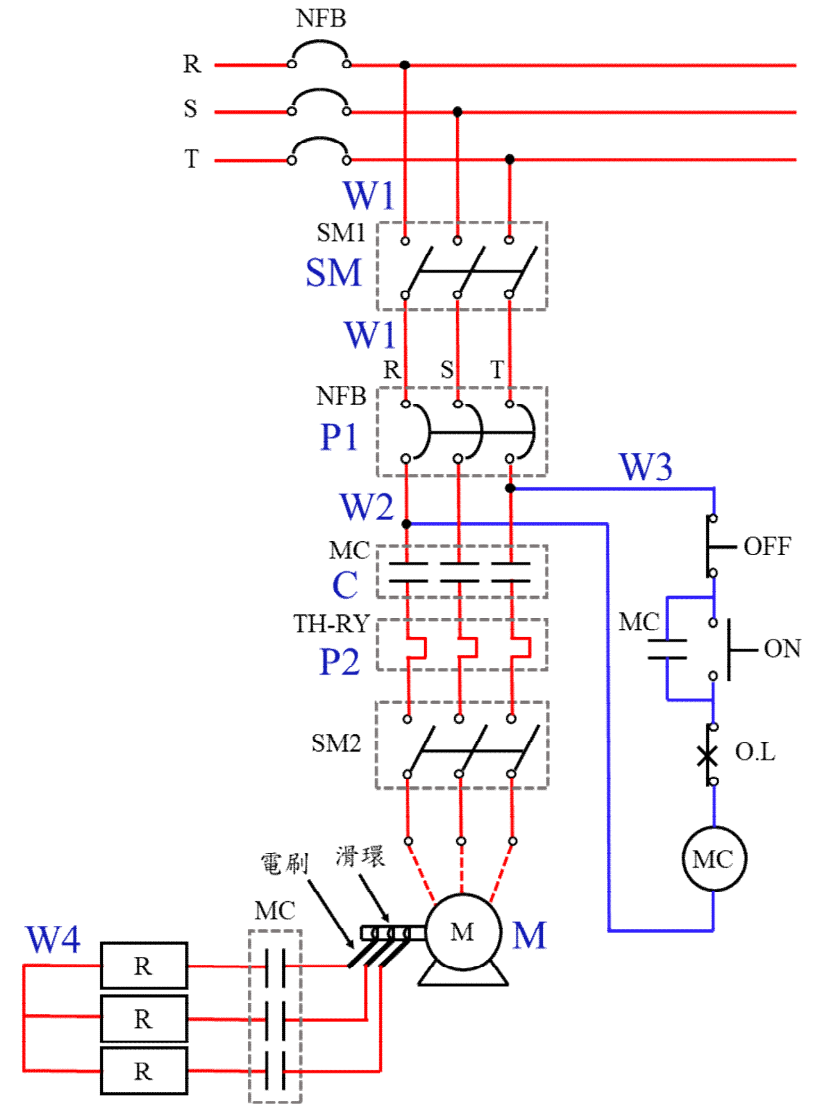 NFB
R
S
T
W1
SM1
SM
W1
R S T
NFB
P1
W3
W2
OFF
MC
C
MC
ON
TH-RY
P2
SM2
O.L
MC
電刷
滑環
MC
M
M
W4
R
R
R